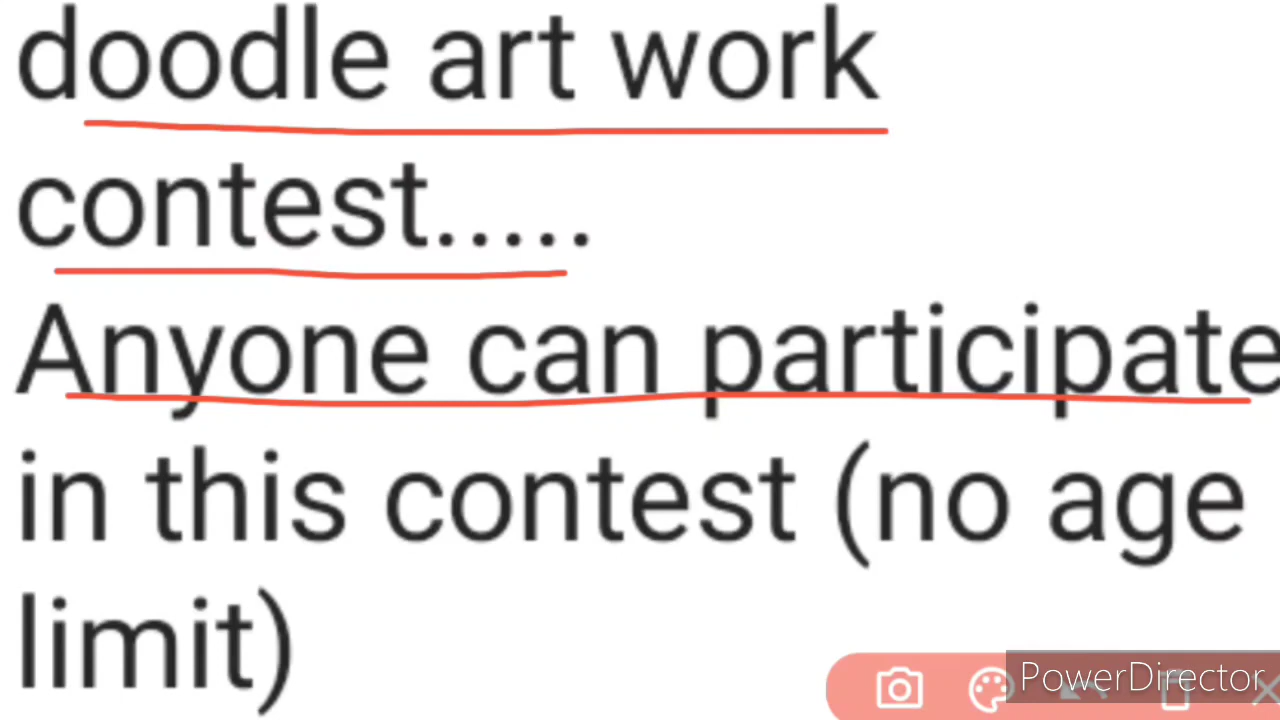 doodle art work
contest.....
Anyone can participate
in this contest (no age
limit)
PowerDirector